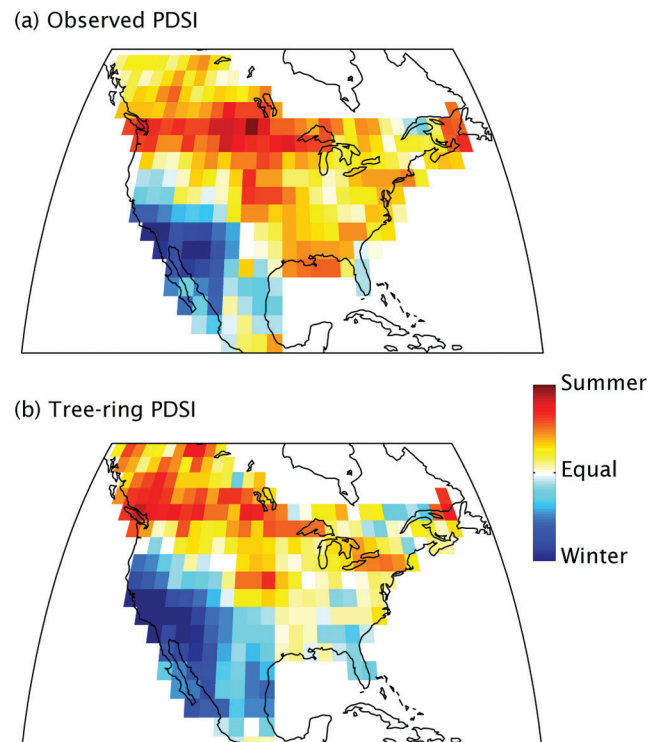 (a) Observed PDSI
(b) Tree-ring PDSI
Summer
Equal
Winter